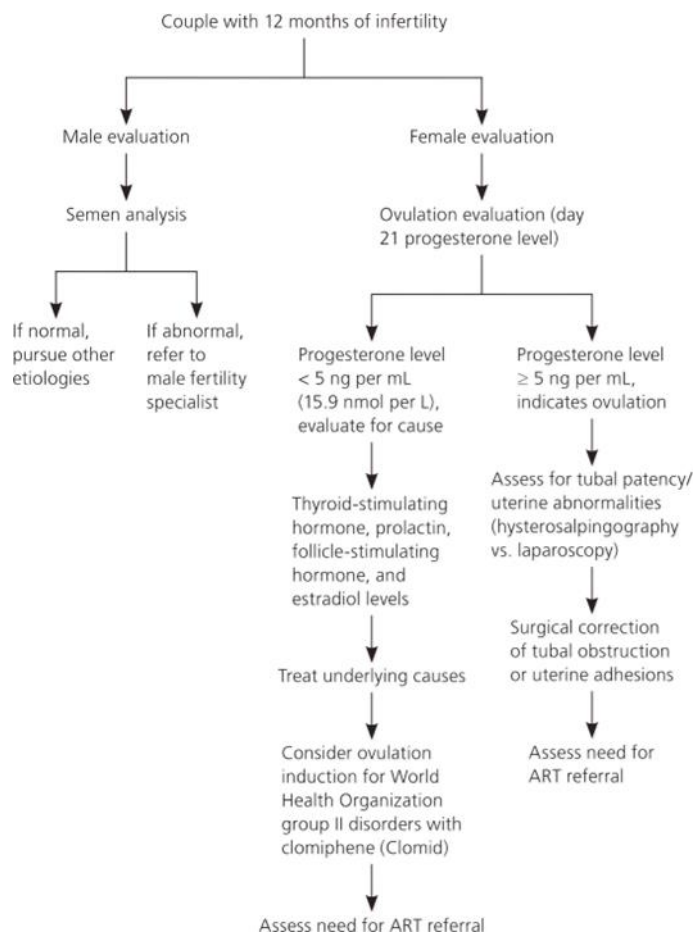 Couple with 12 months of infertility
Male evaluation
Female evaluation
Semen analysis
Ovulation evaluation (day
21 progesterone level)
If normal,
pursue other
etiologies
If abnormal,
refer to
male fertility
specialist
Progesterone level
< 5 ng per mL
(15.9 nmol per L),
evaluate for cause
Progesterone level
≥ 5 ng per mL,
indicates ovulation
Thyroid-stimulating
hormone, prolactin,
follicle-stimulating
hormone, and
estradiol levels
Assess for tubal patency/
uterine abnormalities
(hysterosalpingography
vs. laparoscopy)
Treat underlying causes
Surgical correction
of tubal obstruction
or uterine adhesions
Consider ovulation
induction for World
Health Organization
group II disorders with
clomiphene (Clomid)
Assess need for
ART referral
Assess need for ART referral